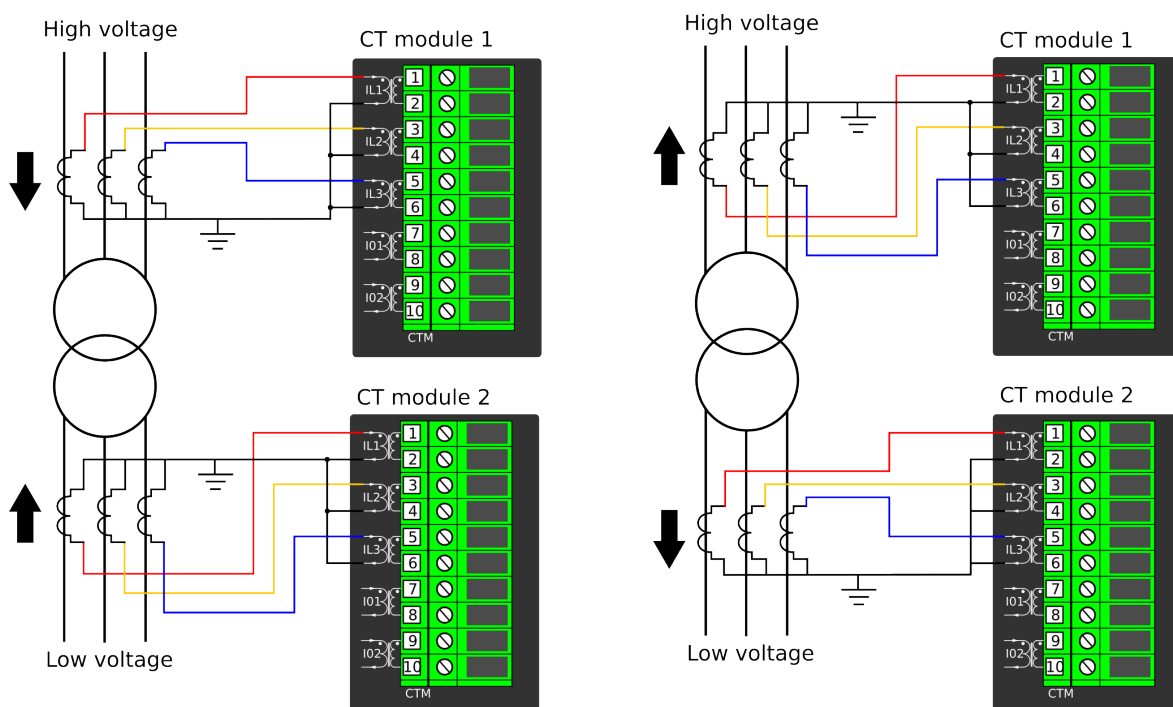 High voltage
CT module 1
IL1
1
2
IL2
3
4
IL3
5
6
I01
7
8
I02
9
10
CTM
CT module 2
IL1
1
2
IL2
3
4
IL3
5
6
I01
7
8
I02
9
10
CTM
Low voltage
High voltage
CT module 1
IL1
1
2
IL2
3
4
IL3
5
6
I01
7
8
I02
9
10
CTM
CT module 2
IL1
1
2
IL2
3
4
IL3
5
6
I01
7
8
I02
9
10
CTM
Low voltage